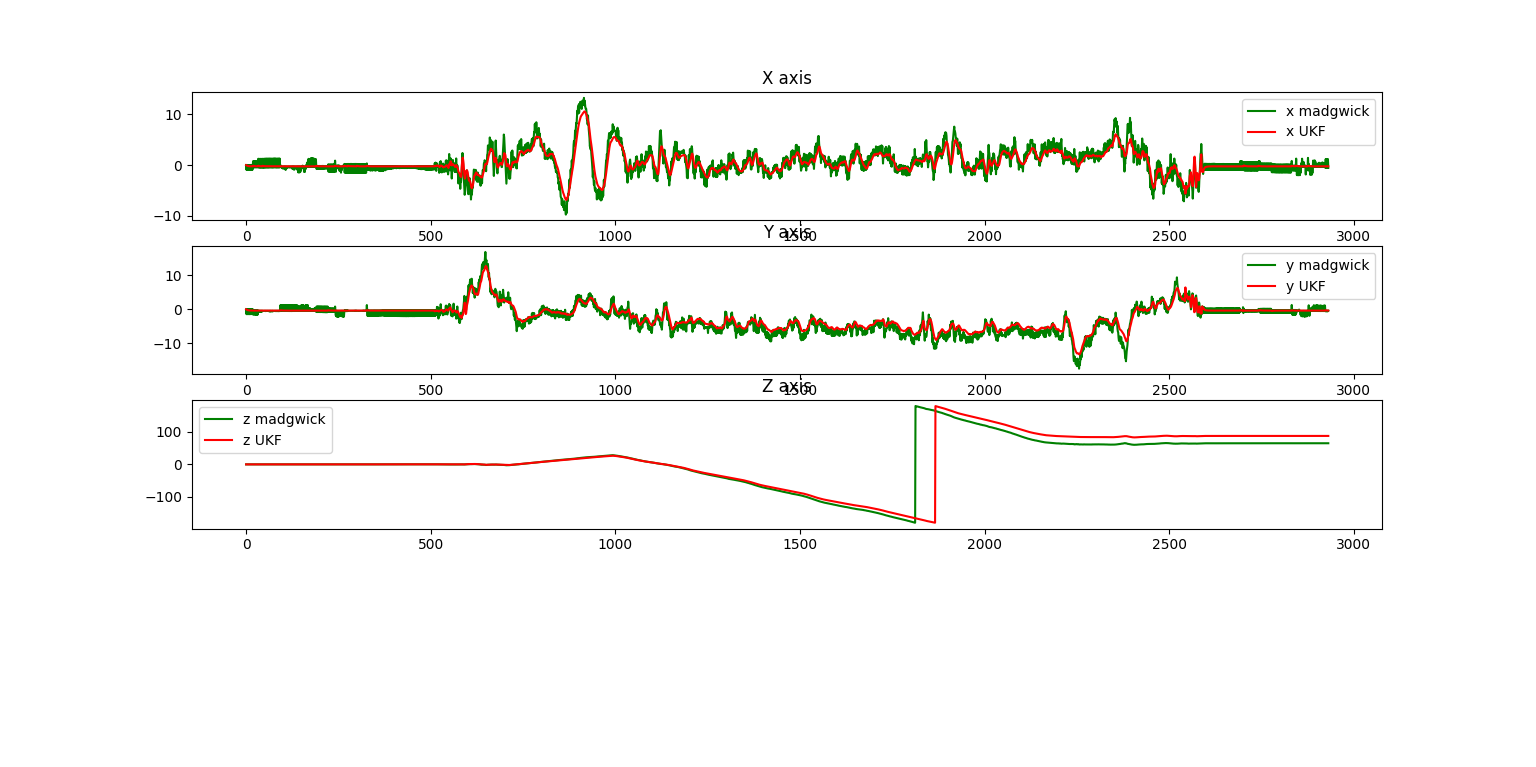 X axis
10
0
−10
x madgwick
x UKF
0 500 1000 1500 2000 2500 3000
Y axis
10
0
−10
y madgwick
y UKF
0 500 1000 1500 2000 2500 3000
Z axis
100
0
−100
z madgwick
z UKF
0 500 1000 1500 2000 2500 3000